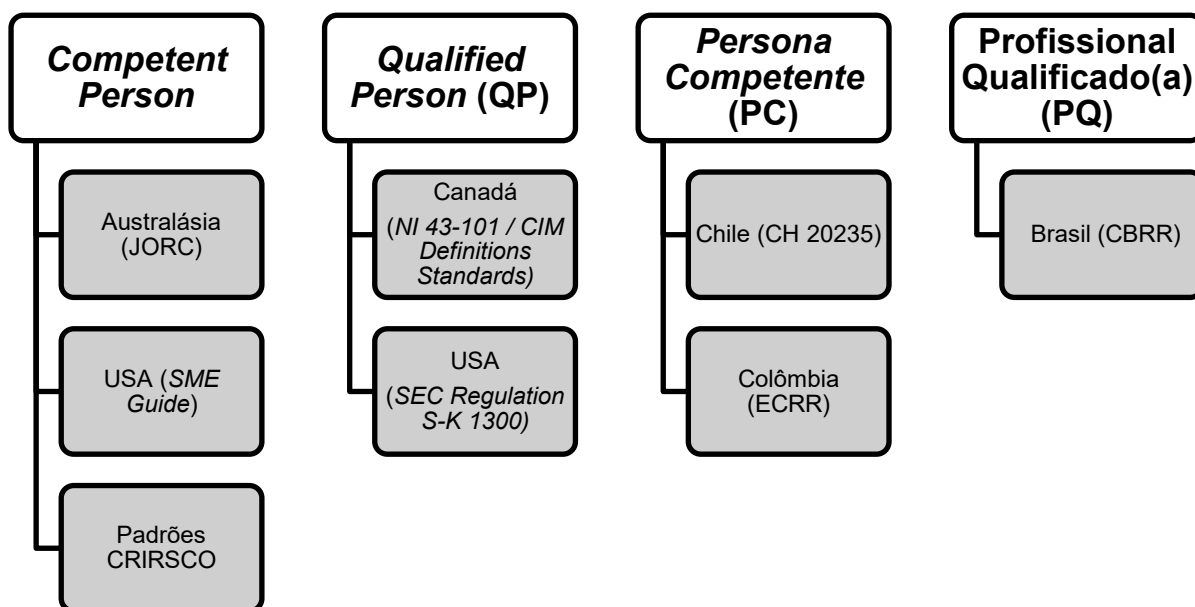 Competent
Person
Australásia
(JORC)
USA (SME
Guide)
Padrões
CRIRSCO
Qualified
Person (QP)
Canadá
(NI 43-101 / CIM
Definitions
Standards)
USA
(SEC Regulation
S-K 1300)
Persona
Competente
(PC)
Chile (CH 20235)
Colômbia
(ECRR)
Profissional
Qualificado(a)
(PQ)
Brasil (CBRR)